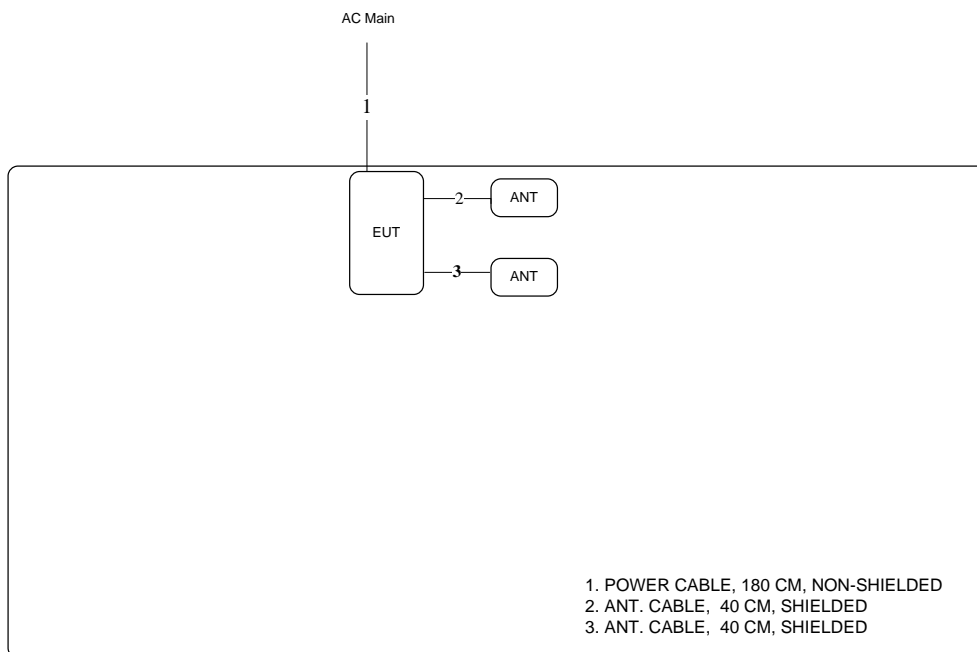 AC Main
1
2
ANT
EUT
3
ANT
1. POWER CABLE, 180 CM, NON-SHIELDED
2. ANT. CABLE,  40 CM, SHIELDED
3. ANT. CABLE,  40 CM, SHIELDED